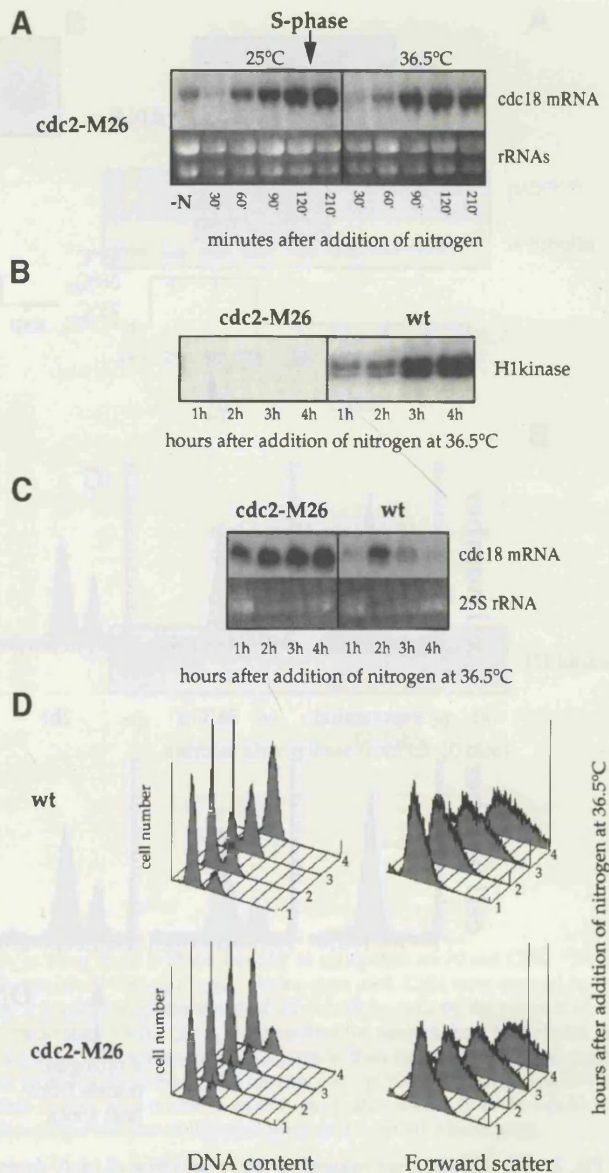 A
S-phase
25°C
36.5°C
cdc2-M26
cdc18 mRNA
rRNAs
-N 30' 60' 90' 120' 210' 30' 60' 90' 120' 210'
minutes after addition of nitrogen
B
cdc2-M26 wt
H1kinase
1h 2h 3h 4h 1h 2h 3h 4h
hours after addition of nitrogen at 36.5°C
C
cdc2-M26 wt
cdc18 mRNA
25S rRNA
1h 2h 3h 4h 1h 2h 3h 4h
hours after addition of nitrogen at 36.5°C
D
wt
cell number
1 2 3 4
1 2 3 4
cdc2-M26
cell number
1 2 3 4
1 2 3 4
DNA content
Forward scatter
hours after addition of nitrogen at 36.5°C